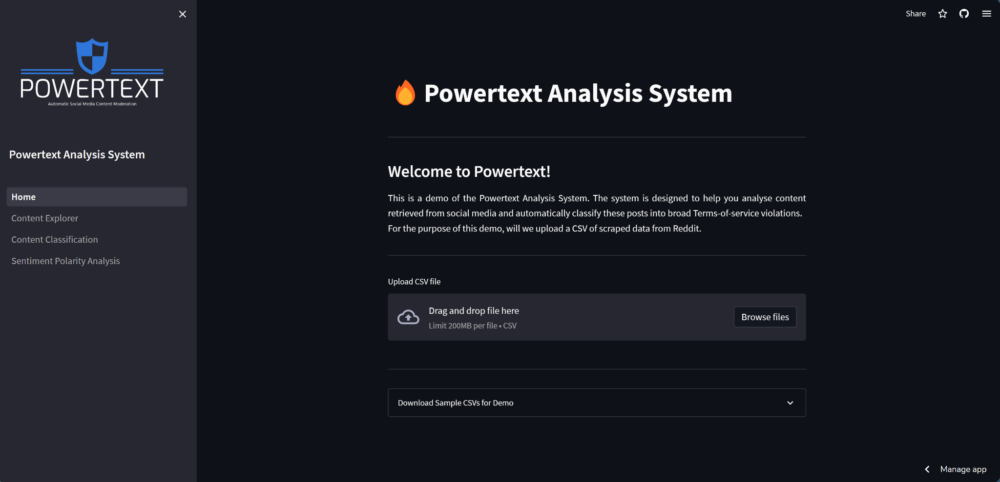 POWERTEXT
Automatic Social Media Content Moderation
Powertext Analysis System
Home
Content Explorer
Content Classification
Sentiment Polarity Analysis
Share
Powertext Analysis System
Welcome to Powertext!
This is a demo of the Powertext Analysis System. The system is designed to help you analyse content
retrieved from social media and automatically classify these posts into broad Terms-of-service violations.
For the purpose of this demo, will we upload a CSV of scraped data from Reddit.
Upload CSV file
Drag and drop file here
Limit 200MB per file • CSV
Browse files
Download Sample CSVs for Demo
Manage app